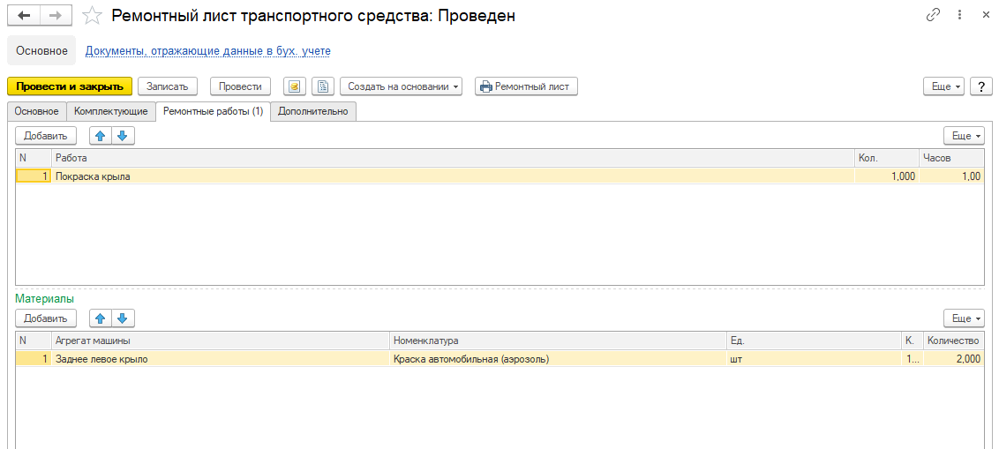 Ремонтный лист транспортного средства: Проведен
Основное Документы, отражающие данные в бух. учете
Провести и закрыть Записать Провести Создать на основании Ремонтный лист Еще ?
Основное Комплектующие Ремонтные работы (1) Дополнительно
Добавить Еще
N Работа Кол. Часов
1 Покраска крыла 1,000 1,00
Материалы
Добавить Еще
N Агрегат машины Номенклатура Ед. К. Количество
1 Заднее левое крыло Краска автомобильная (аэрозоль) шт 1... 2,000